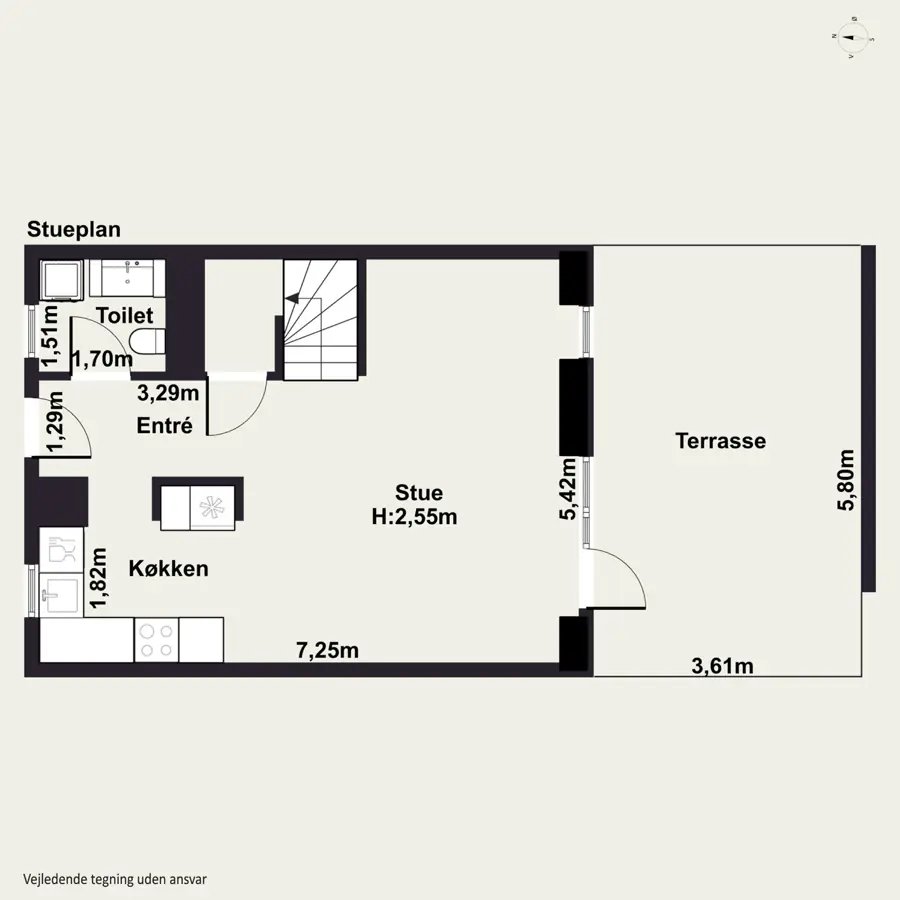 Ø
N
S
V
Stueplan
1,51m
Toilet
1,70m
3,29m
1,29m
Entré
Terrasse
Stue
H:2,55m
5,42m
5,80m
Køkken
1,82m
7,25m
3,61m
Vejledende tegning uden ansvar